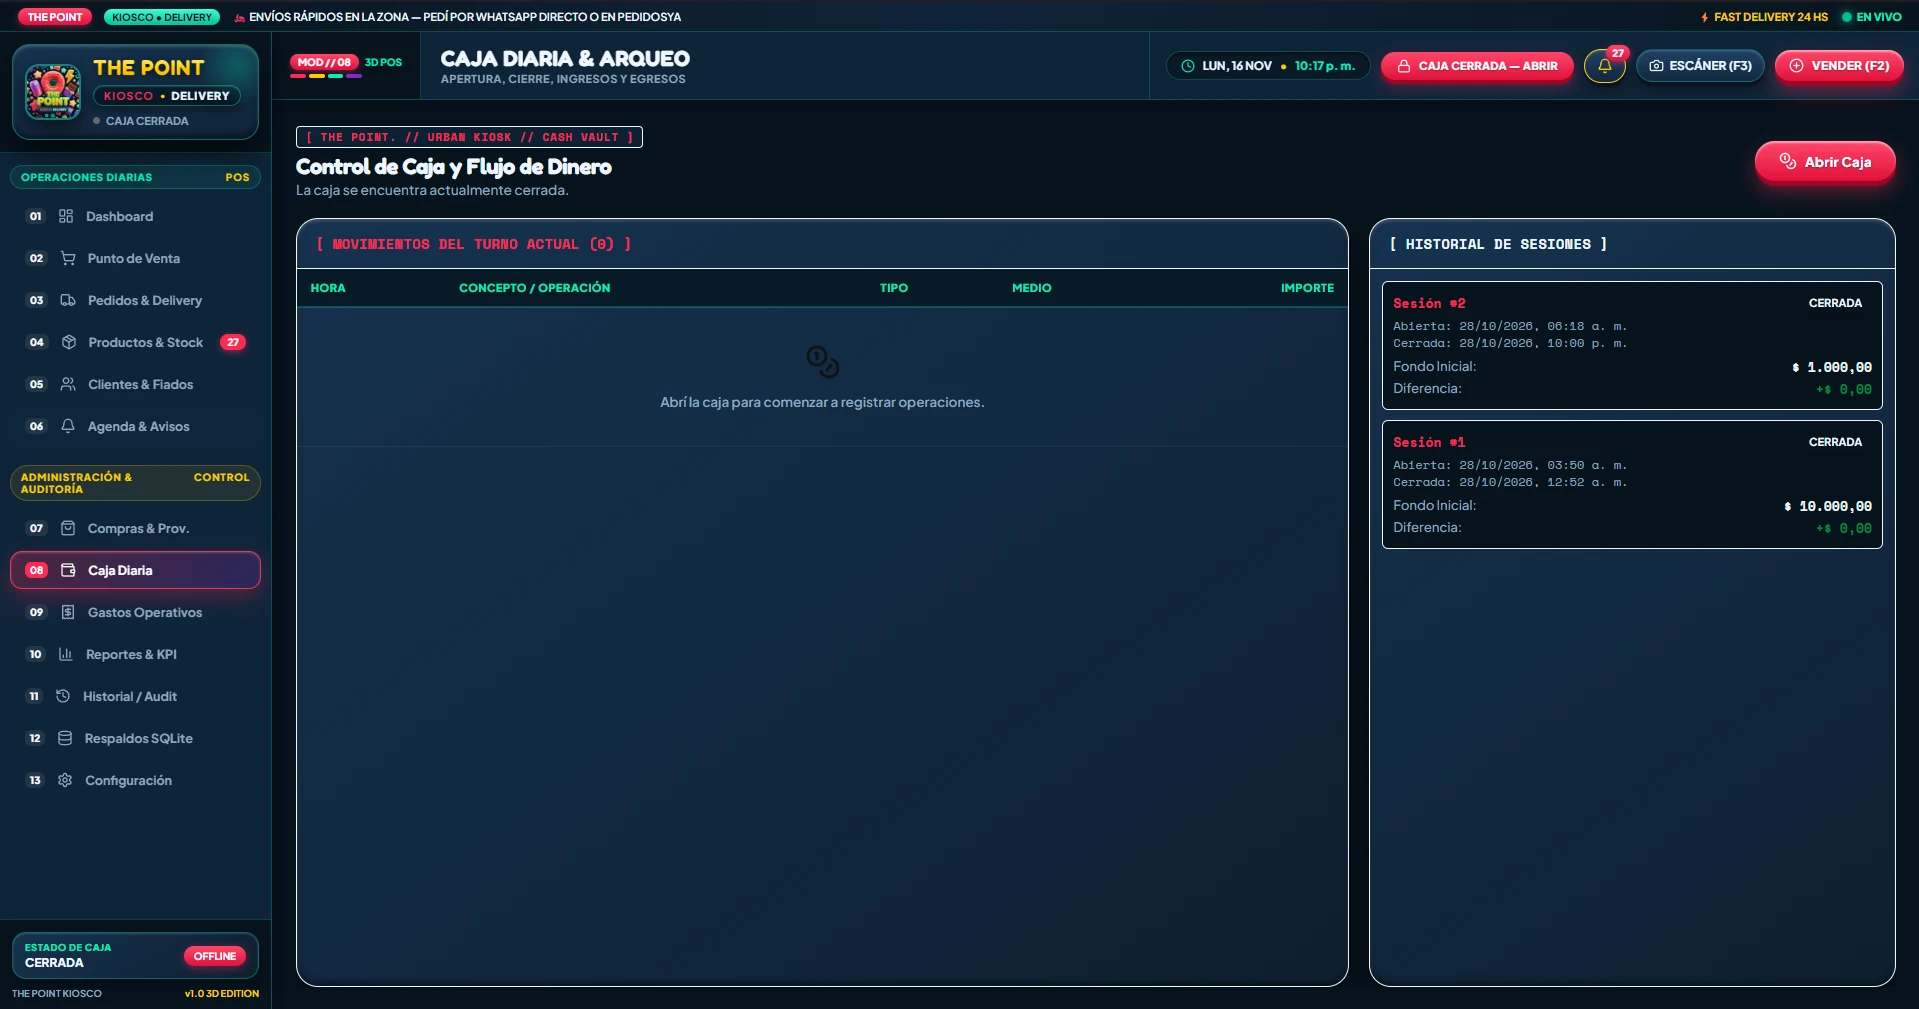 THE POINT
KIOSCO • DELIVERY
ENVÍOS RÁPIDOS EN LA ZONA — PEDÍ POR WHATSAPP DIRECTO O EN PEDIDOSYA
FAST DELIVERY 24 HS
EN VIVO
THE POINT
KIOSCO • DELIVERY
CAJA CERRADA
MOD // 08
3D POS
CAJA DIARIA & ARQUEO
APERTURA, CIERRE, INGRESOS Y EGRESOS
LUN, 16 NOV • 10:17 p. m.
CAJA CERRADA — ABRIR
27
ESCÁNER (F3)
VENDER (F2)
OPERACIONES DIARIAS POS
01 Dashboard
02 Punto de Venta
03 Pedidos & Delivery
04 Productos & Stock 27
05 Clientes & Fiados
06 Agenda & Avisos
ADMINISTRACIÓN & AUDITORÍA CONTROL
07 Compras & Prov.
08 Caja Diaria
09 Gastos Operativos
10 Reportes & KPI
11 Historial / Audit
12 Respaldos SQLite
13 Configuración
ESTADO DE CAJA
CERRADA
OFFLINE
THE POINT KIOSCO v1.0 3D EDITION
[ THE POINT. // URBAN KIOSK // CASH VAULT ]
Control de Caja y Flujo de Dinero
La caja se encuentra actualmente cerrada.
Abrir Caja
[ MOVIMIENTOS DEL TURNO ACTUAL (0) ]
HORA CONCEPTO / OPERACIÓN TIPO MEDIO IMPORTE
Abrí la caja para comenzar a registrar operaciones.
[ HISTORIAL DE SESIONES ]
Sesión #2 CERRADA
Abierta: 28/10/2026, 06:18 a. m.
Cerrada: 28/10/2026, 10:00 p. m.
Fondo Inicial: $ 1.000,00
Diferencia: +$ 0,00
Sesión #1 CERRADA
Abierta: 28/10/2026, 03:50 a. m.
Cerrada: 28/10/2026, 12:52 a. m.
Fondo Inicial: $ 10.000,00
Diferencia: +$ 0,00